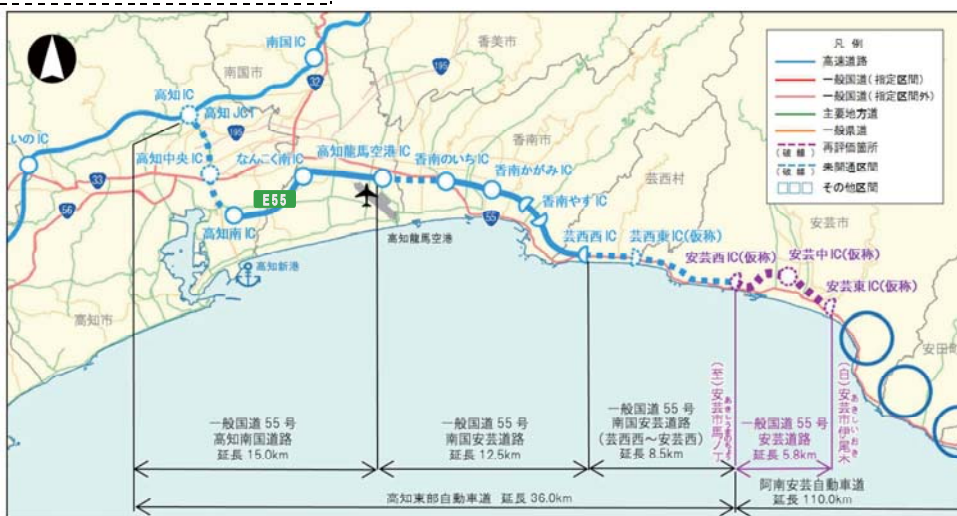 南国IC
香美市
195
凡例
高速道路
一般国道(指定区間)
一般国道(指定区間外)
主要地方道
一般県道
(破線) 再評価箇所
(破線) 未開通区間
その他区間
南国市
32
高知IC
高知JCT
195
いのIC
高知中央IC
なんこく南IC
高知龍馬空港IC
香南のいちIC
香南市
香南かがみIC
芸西村
33
E55
香南やすIC
安芸市
56
高知南IC
高知龍馬空港
55
芸西西IC
芸西東IC(仮称)
安芸西IC(仮称)
安芸中IC(仮称)
安芸東IC(仮称)
高知新港
高知市
安田町
一般国道55号
高知南国道路
延長15.0km
一般国道55号
南国安芸道路
延長12.5km
一般国道55号
南国安芸道路
(芸西西~安芸西)
延長8.5km
(至)安芸市馬ノ丁
一般国道55号
安芸道路
延長5.8km
(自)安芸市伊尾木
あきしいおき
高知東部自動車道 延長36.0km
阿南安芸自動車道
延長110.0km